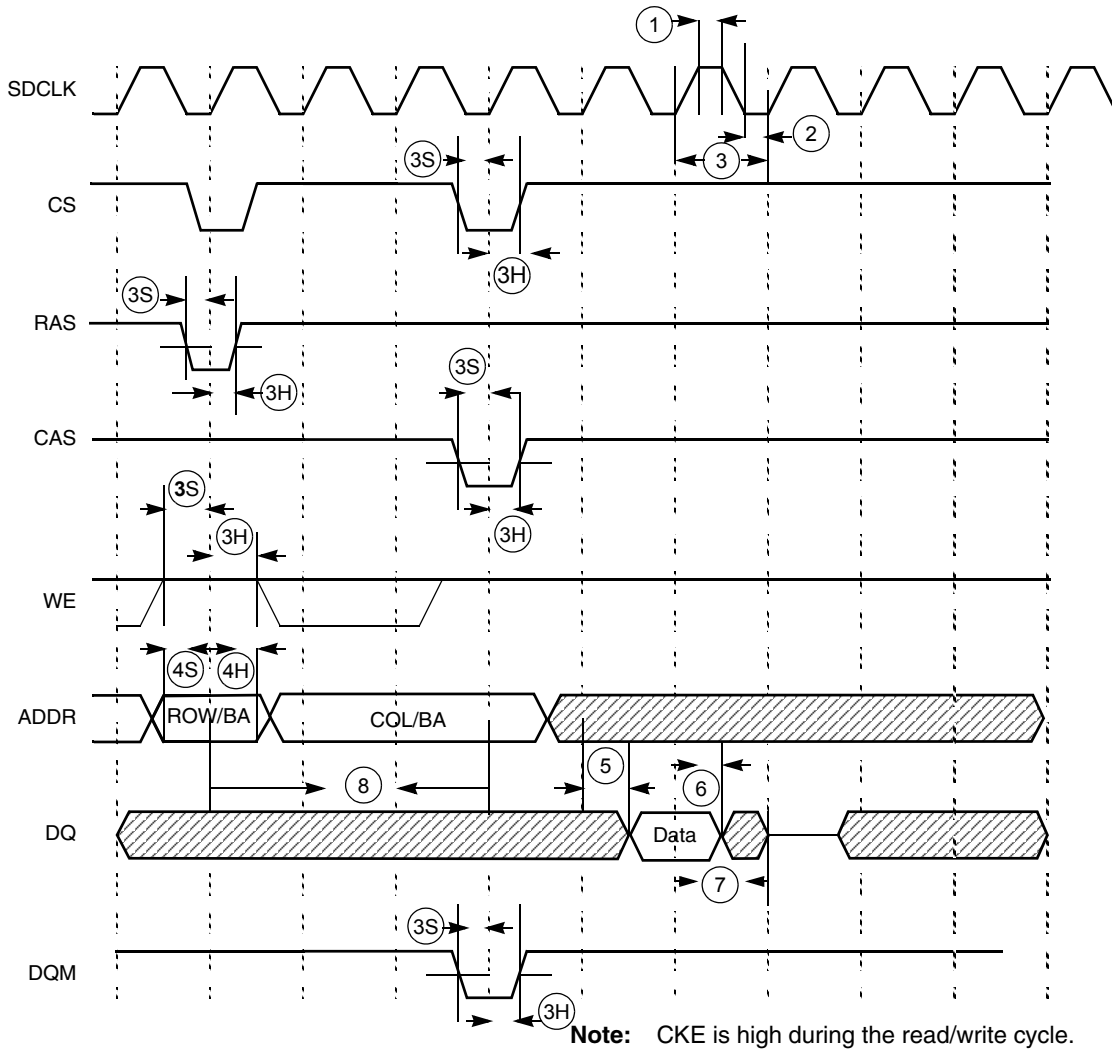 1
SDCLK
2
3S
3
CS
3H
3S
RAS
3S
3H
CAS
3S
3H
3H
WE
4S 4H
ADDR ROW/BA COL/BA
5
8 6
DQ Data
7
3S
DQM
3H
Note: CKE is high during the read/write cycle.